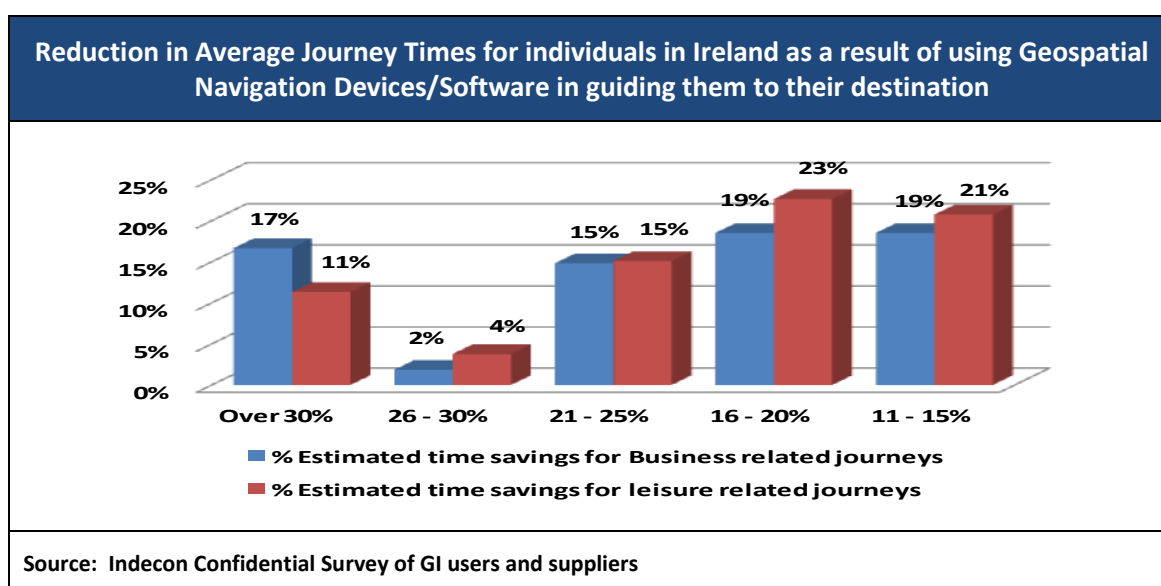 Reduction in Average Journey Times for individuals in Ireland as a result of using Geospatial
Navigation Devices/Software in guiding them to their destination
25%
20%
15%
10%
5%
0%
17%
11%
2%
4%
15%
15%
19%
23%
19%
21%
Over 30%
26 - 30%
21 - 25%
16 - 20%
11 - 15%
% Estimated time savings for Business related journeys
% Estimated time savings for leisure related journeys
Source: Indecon Confidential Survey of GI users and suppliers